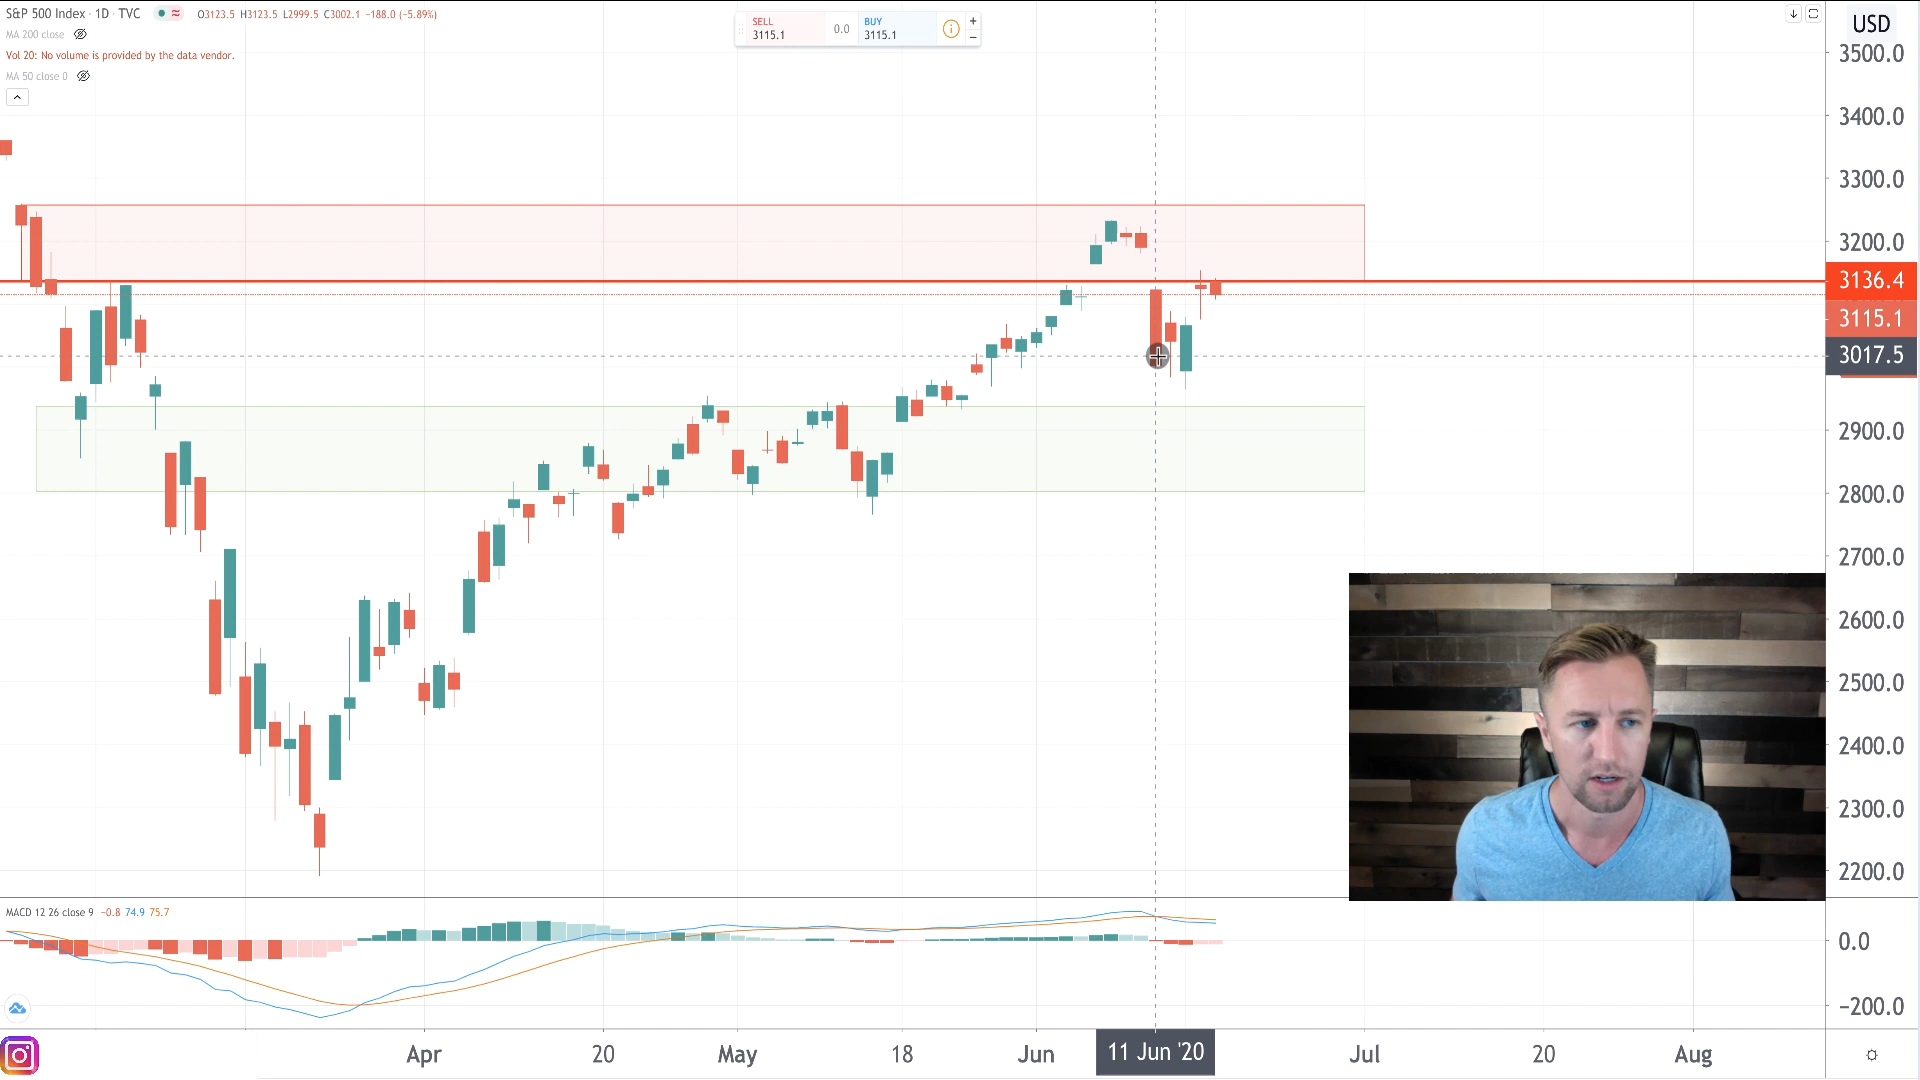 S&P 500 Index · 1D · TVC O3123.5 H3123.5 L2999.5 C3002.1 −188.0 (−5.89%)
MA 200 close
Vol 20: No volume is provided by the data vendor.
MA 50 close 0
SELL 0.0 BUY
3115.1 3115.1
USD
3500.0
3400.0
3300.0
3200.0
3136.4
3115.1
3017.5
2900.0
2800.0
2700.0
2600.0
2500.0
2400.0
2300.0
2200.0
MACD 12 26 close 9 −0.8 74.9 75.7
0.0
−200.0
Apr 20 May 18 Jun 11 Jun '20 Jul 20 Aug